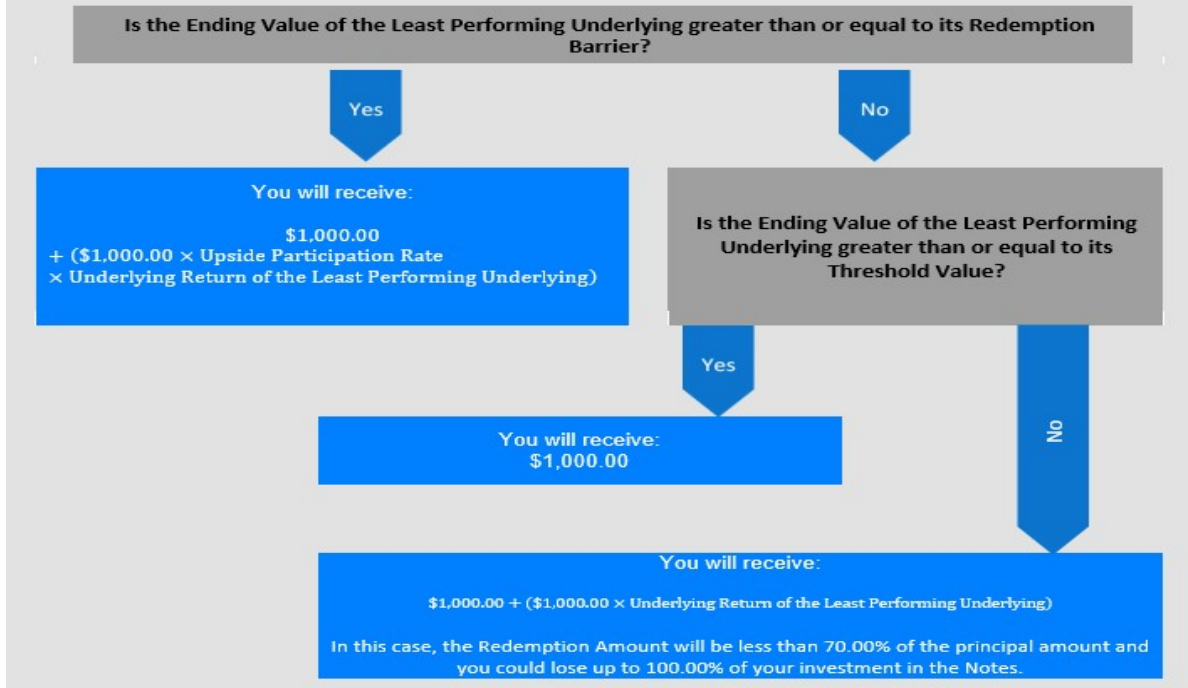 Is the Ending Value of the Least Performing Underlying greater than or equal to its Redemption
Barrier?
Yes
No
You will receive:
$1,000.00
+ ($1,000.00 × Upside Participation Rate
× Underlying Return of the Least Performing Underlying)
Is the Ending Value of the Least Performing
Underlying greater than or equal to its
Threshold Value?
Yes
No
You will receive:
$1,000.00
You will receive:
$1,000.00 + ($1,000.00 × Underlying Return of the Least Performing Underlying)
In this case, the Redemption Amount will be less than 70.00% of the principal amount and
you could lose up to 100.00% of your investment in the Notes.